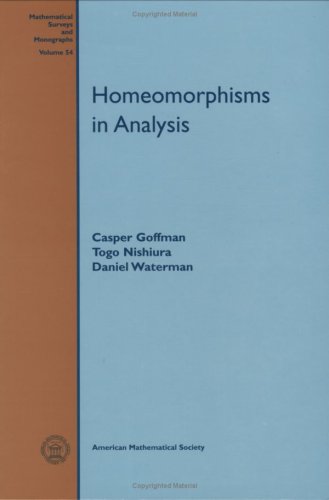 Mathematical
Surveys
and
Monographs
Volume 54
Homeomorphisms
in Analysis
Casper Goffman
Togo Nishiura
Daniel Waterman
American Mathematical Society